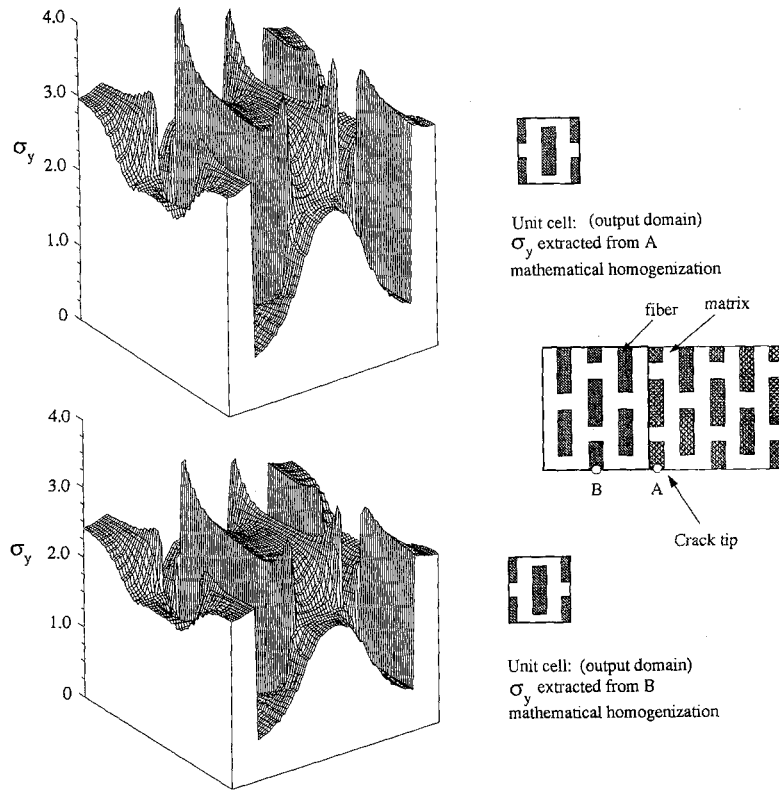 4.0
3.0
σy
2.0
1.0
0
Unit cell: (output domain)
σy extracted from A
mathematical homogenization
fiber
matrix
B
A
Crack tip
4.0
3.0
σy
2.0
1.0
0
Unit cell: (output domain)
σy extracted from B
mathematical homogenization